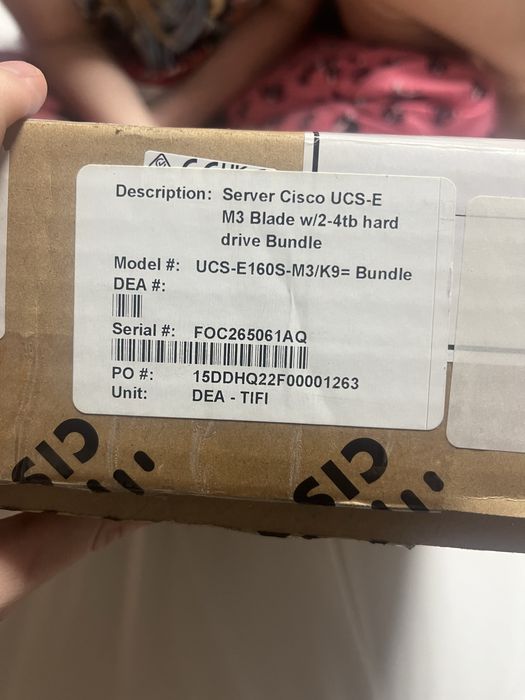 Description: Server Cisco UCS-E
M3 Blade w/2-4tb hard
drive Bundle
Model #: UCS-E160S-M3/K9= Bundle
DEA #:
Serial #: FOC265061AQ
PO #: 15DDHQ22F00001263
Unit: DEA - TIFI